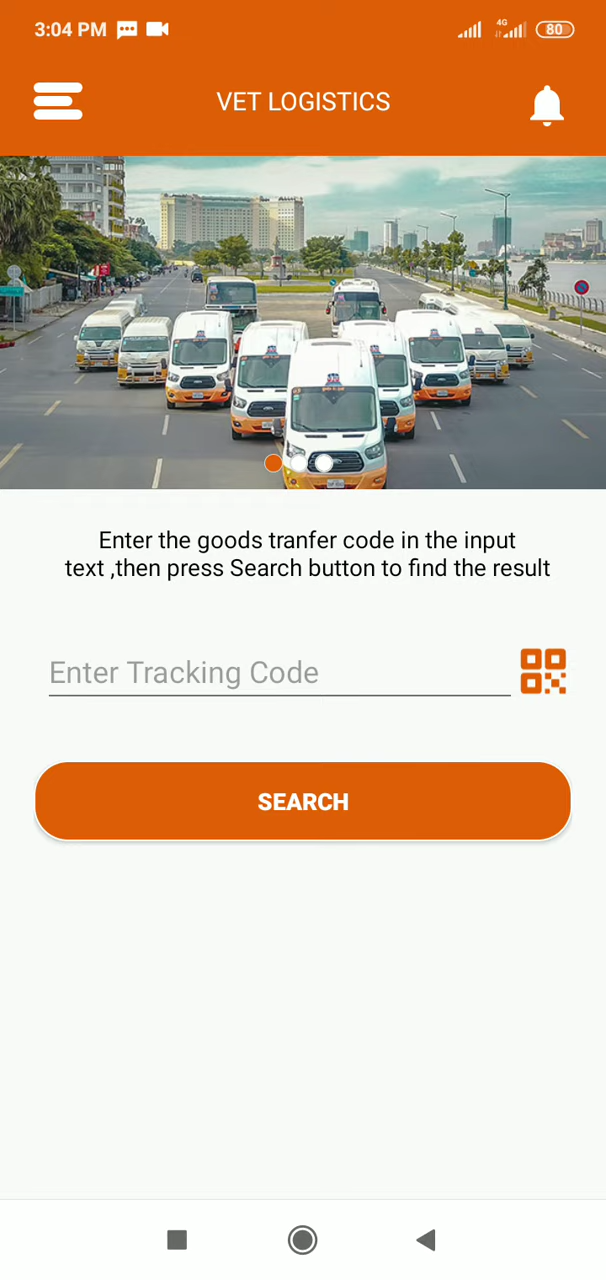 3:04 PM
4G
80
VET LOGISTICS
Enter the goods tranfer code in the input
text ,then press Search button to find the result
Enter Tracking Code
SEARCH